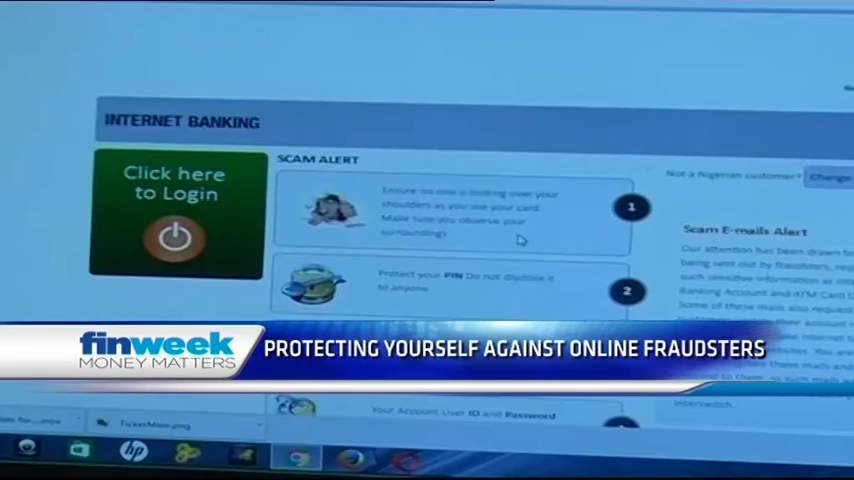 INTERNET BANKING
Click here
to Login
SCAM ALERT
Ensure no one is looking over your
shoulders as you use your card
Make sure you observe your
surroundings
1
Protect your PIN Do not disclose it
to anyone
2
Not a Nigerian customer? Change
Scam E-mails Alert
Our attention has been drawn to
being sent out by fraudsters, req
such sensitive information as
Banking Account and ATM Card
Some of these mails also request
finweek
MONEY MATTERS
PROTECTING YOURSELF AGAINST ONLINE FRAUDSTERS
Interswitch.
Your Account User ID and Password
TickerMain.png
hp